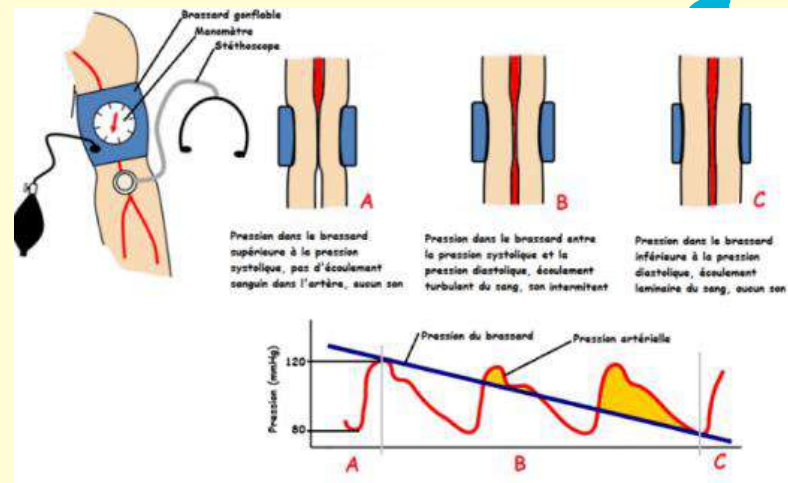 Brassard gonflable
Manomètre
Stéthoscope
A
B
C
Pression dans le brassard
supérieure à la pression
systolique, pas d'écoulement
sanguin dans l'artère, aucun son
Pression dans le brassard entre
la pression systolique et la
pression diastolique, écoulement
turbulent du sang, son intermitent
Pression dans le brassard
inférieure à la pression
diastolique, écoulement
laminaire du sang, aucun son
Pression du brassard
Pression artérielle
Pression (mmHg)
120
80
A
B
C